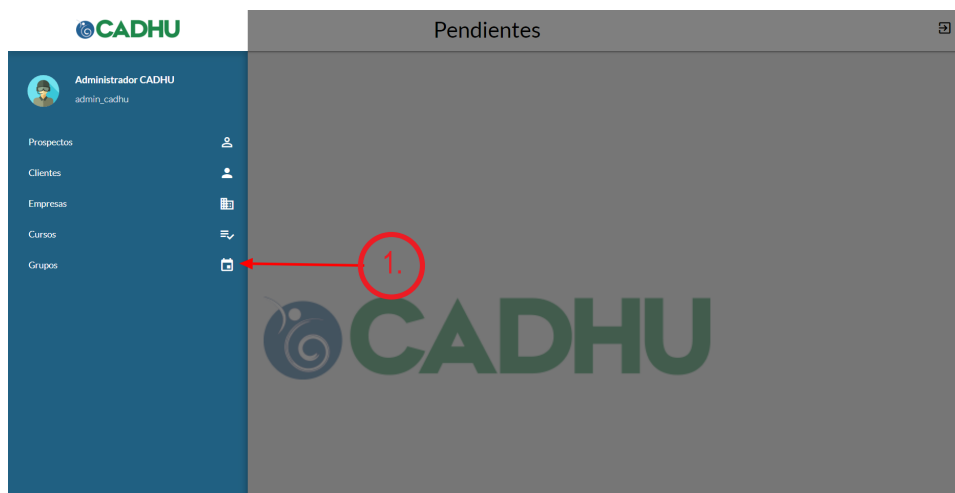 CADHU
Pendientes
Administrador CADHU
admin_cadhu
Prospectos
Clientes
Empresas
Cursos
Grupos
1.
CADHU